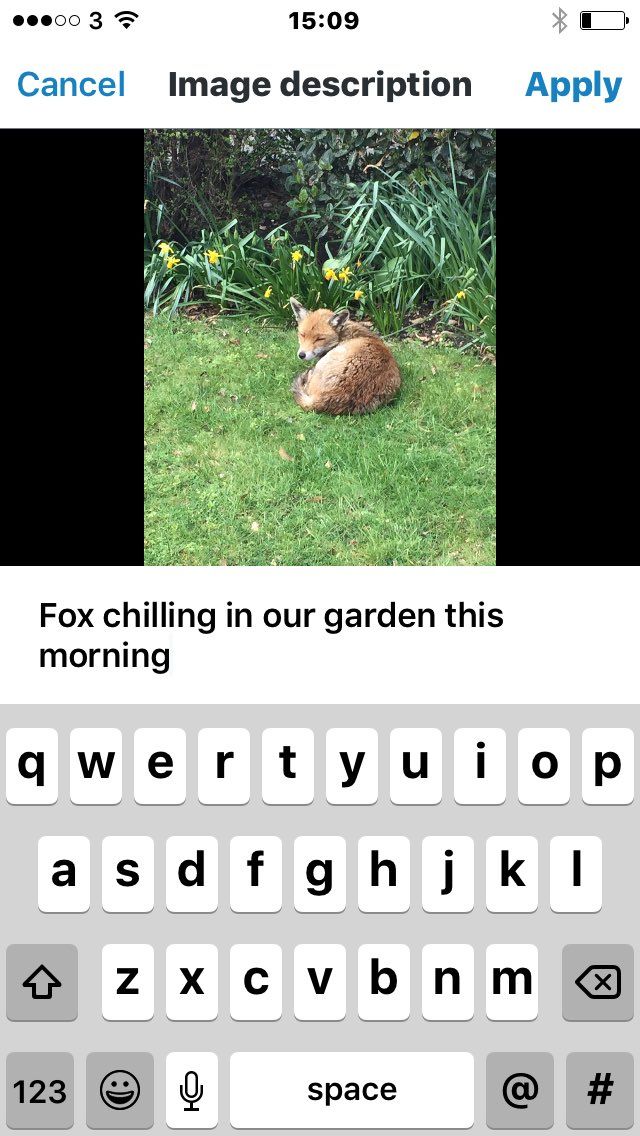 3 15:09
Cancel Image description Apply
Fox chilling in our garden this
morning
q w e r t y u i o p
a s d f g h j k l
z x c v b n m
123 space @ #